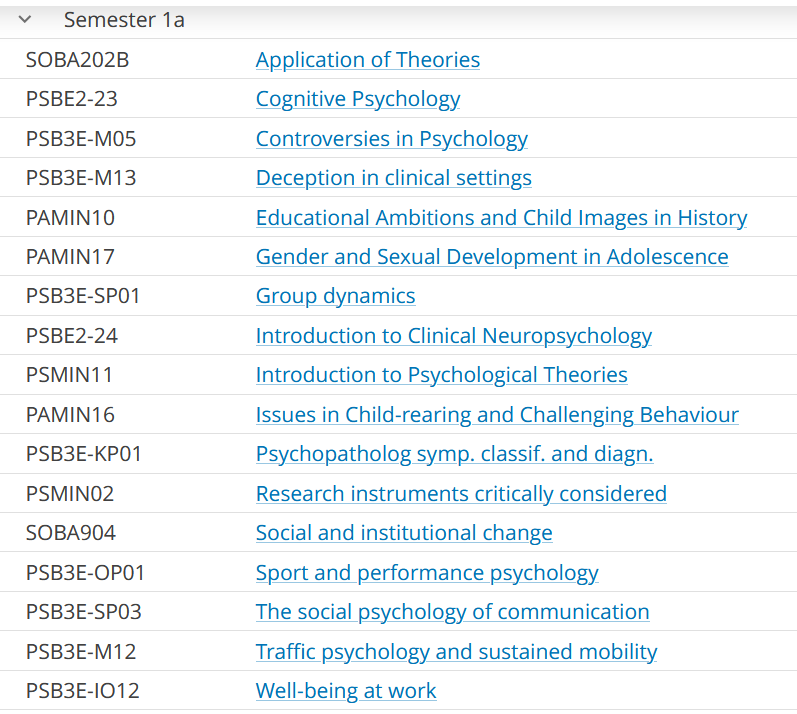 Semester 1a
SOBA202B Application of Theories
PSBE2-23 Cognitive Psychology
PSB3E-M05 Controversies in Psychology
PSB3E-M13 Deception in clinical settings
PAMIN10 Educational Ambitions and Child Images in History
PAMIN17 Gender and Sexual Development in Adolescence
PSB3E-SP01 Group dynamics
PSBE2-24 Introduction to Clinical Neuropsychology
PSMIN11 Introduction to Psychological Theories
PAMIN16 Issues in Child-rearing and Challenging Behaviour
PSB3E-KP01 Psychopatholog symp. classif. and diagn.
PSMIN02 Research instruments critically considered
SOBA904 Social and institutional change
PSB3E-OP01 Sport and performance psychology
PSB3E-SP03 The social psychology of communication
PSB3E-M12 Traffic psychology and sustained mobility
PSB3E-IO12 Well-being at work